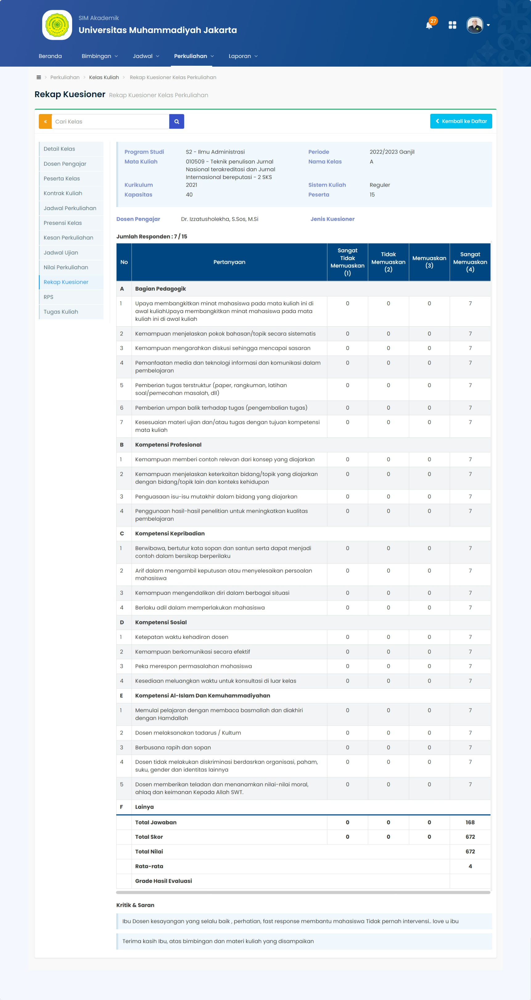 SIM Akademik
Universitas Muhammadiyah Jakarta
27
Beranda
Bimbingan
Jadwal
Perkuliahan
Laporan
Perkuliahan > Kelas Kuliah > Rekap Kuesioner Kelas Perkuliahan
Rekap Kuesioner Rekap Kuesioner Kelas Perkuliahan
« Cari Kelas
Kembali ke Daftar
Detail Kelas
Dosen Pengajar
Peserta Kelas
Kontrak Kuliah
Jadwal Perkuliahan
Presensi Kelas
Kesan Perkuliahan
Jadwal Ujian
Nilai Perkuliahan
Rekap Kuesioner
RPS
Tugas Kuliah
Program Studi S2 - Ilmu Administrasi Periode 2022/2023 Ganjil
Mata Kuliah 010509 - Teknik penulisan Jurnal Nama Kelas A
Nasional terakreditasi dan Jurnal
Internasional bereputasi - 2 SKS
Kurikulum 2021 Sistem Kuliah Reguler
Kapasitas 40 Peserta 15
Dosen Pengajar Dr. Izzatusholekha, S.Sos, M.Si Jenis Kuesioner
Jumlah Responden : 7 / 15
No
Pertanyaan
Sangat
Tidak
Memuaskan
(1)
Tidak
Memuaskan
(2)
Memuaskan
(3)
Sangat
Memuaskan
(4)
A Bagian Pedagogik
1 Upaya membangkitkan minat mahasiswa pada mata kuliah ini di 0 0 0 7
awal kuliahUpaya membangkitkan minat mahasiswa pada mata
kuliah ini di awal kuliah
2 Kemampuan menjelaskan pokok bahasan/topik secara sistematis 0 0 0 7
3 Kemampuan mengarahkan diskusi sehingga mencapai sasaran 0 0 0 7
4 Pemanfaatan media dan teknologi informasi dan komunikasi dalam 0 0 0 7
pembelajaran
5 Pemberian tugas terstruktur (paper, rangkuman, latihan 0 0 0 7
soal/pemecahan masalah, dll)
6 Pemberian umpan balik terhadap tugas (pengembalian tugas) 0 0 0 7
7 Kesesuaian materi ujian dan/atau tugas dengan tujuan kompetensi 0 0 0 7
mata kuliah
B Kompetensi Profesional
1 Kemampuan memberi contoh relevan dari konsep yang diajarkan 0 0 0 7
2 Kemampuan menjelaskan keterkaitan bidang/topik yang diajarkan 0 0 0 7
dengan bidang/topik lain dan konteks kehidupan
3 Penguasaan isu-isu mutakhir dalam bidang yang diajarkan 0 0 0 7
4 Penggunaan hasil-hasil penelitian untuk meningkatkan kualitas 0 0 0 7
pembelajaran
C Kompetensi Kepribadian
1 Berwibawa, bertutur kata sopan dan santun serta dapat menjadi 0 0 0 7
contoh dalam bersikap berperilaku
2 Arif dalam mengambil keputusan atau menyelesaikan persoalan 0 0 0 7
mahasiswa
3 Kemampuan mengendalikan diri dalam berbagai situasi 0 0 0 7
4 Berlaku adil dalam memperlakukan mahasiswa 0 0 0 7
D Kompetensi Sosial
1 Ketepatan waktu kehadiran dosen 0 0 0 7
2 Kemampuan berkomunikasi secara efektif 0 0 0 7
3 Peka merespon permasalahan mahasiswa 0 0 0 7
4 Kesediaan meluangkan waktu untuk konsultasi di luar kelas 0 0 0 7
E Kompetensi Al-Islam Dan Kemuhammadiyahan
1 Memulai pelajaran dengan membaca basmallah dan diakhiri 0 0 0 7
dengan Hamdallah
2 Dosen melaksanakan tadarus / Kultum 0 0 0 7
3 Berbusana rapih dan sopan 0 0 0 7
4 Dosen tidak melakukan diskriminasi berdasrkan organisasi, paham, 0 0 0 7
suku, gender dan identitas lainnya
5 Dosen memberikan teladan dan menanamkan nilai-nilai moral, 0 0 0 7
ahlaq dan keimanan Kepada Allah SWT.
F Lainya
Total Jawaban 0 0 0 168
Total Skor 0 0 0 672
Total Nilai 672
Rata-rata 4
Grade Hasil Evaluasi
Kritik & Saran
Ibu Dosen kesayangan yang selalu baik , perhatian, fast response membantu mahasiswa Tidak pernah intervensi.. love u ibu
Terima kasih Ibu, atas bimbingan dan materi kuliah yang disampaikan